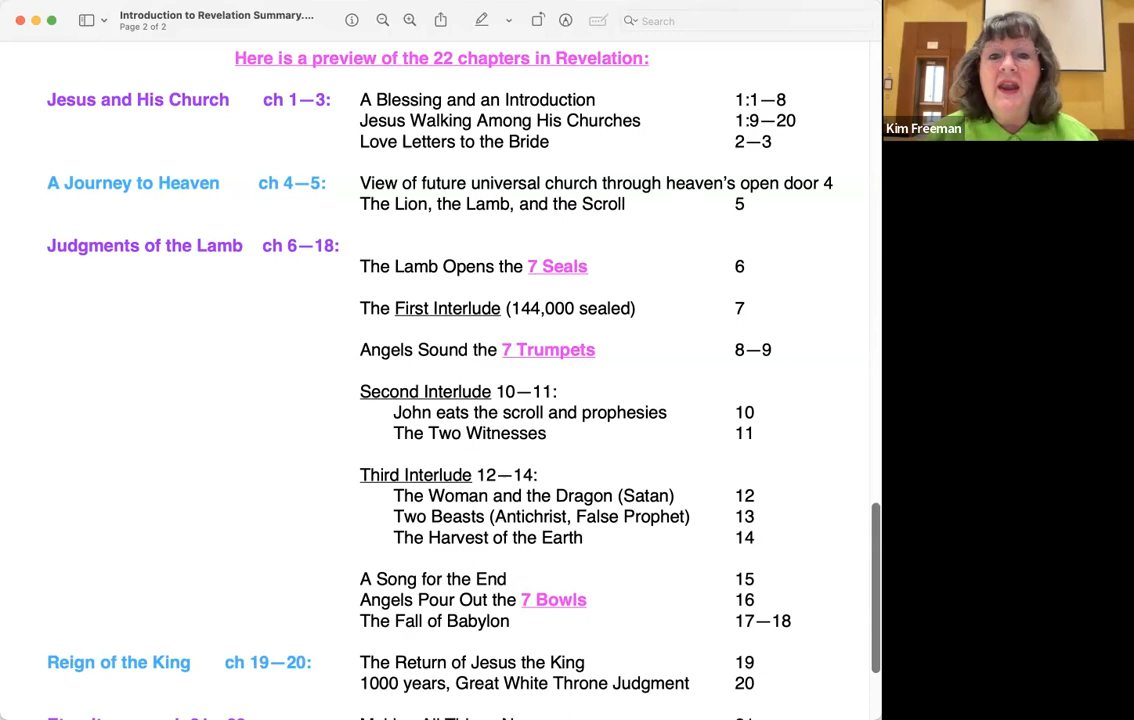 Introduction to Revelation Summary....
Page 2 of 2
Search
Here is a preview of the 22 chapters in Revelation:
Jesus and His Church ch 1—3: A Blessing and an Introduction 1:1—8
Jesus Walking Among His Churches 1:9—20
Love Letters to the Bride 2—3
A Journey to Heaven ch 4—5: View of future universal church through heaven's open door 4
The Lion, the Lamb, and the Scroll 5
Judgments of the Lamb ch 6—18:
The Lamb Opens the 7 Seals 6
The First Interlude (144,000 sealed) 7
Angels Sound the 7 Trumpets 8—9
Second Interlude 10—11:
John eats the scroll and prophesies 10
The Two Witnesses 11
Third Interlude 12—14:
The Woman and the Dragon (Satan) 12
Two Beasts (Antichrist, False Prophet) 13
The Harvest of the Earth 14
A Song for the End 15
Angels Pour Out the 7 Bowls 16
The Fall of Babylon 17—18
Reign of the King ch 19—20: The Return of Jesus the King 19
1000 years, Great White Throne Judgment 20
Kim Freeman